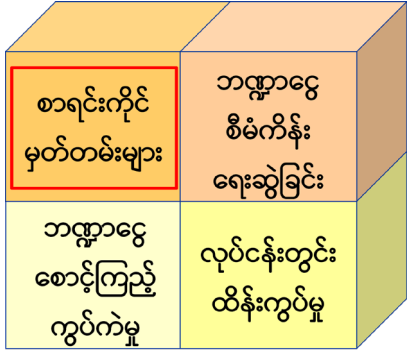 စာရင်းကိုင်
မှတ်တမ်းများ
ဘဏ္ဍာငွေ
စီမံကိန်း
ရေးဆွဲခြင်း
ဘဏ္ဍာငွေ
စောင့်ကြည့်
ကွပ်ကဲမှု
လုပ်ငန်းတွင်း
ထိန်းကွပ်မှု